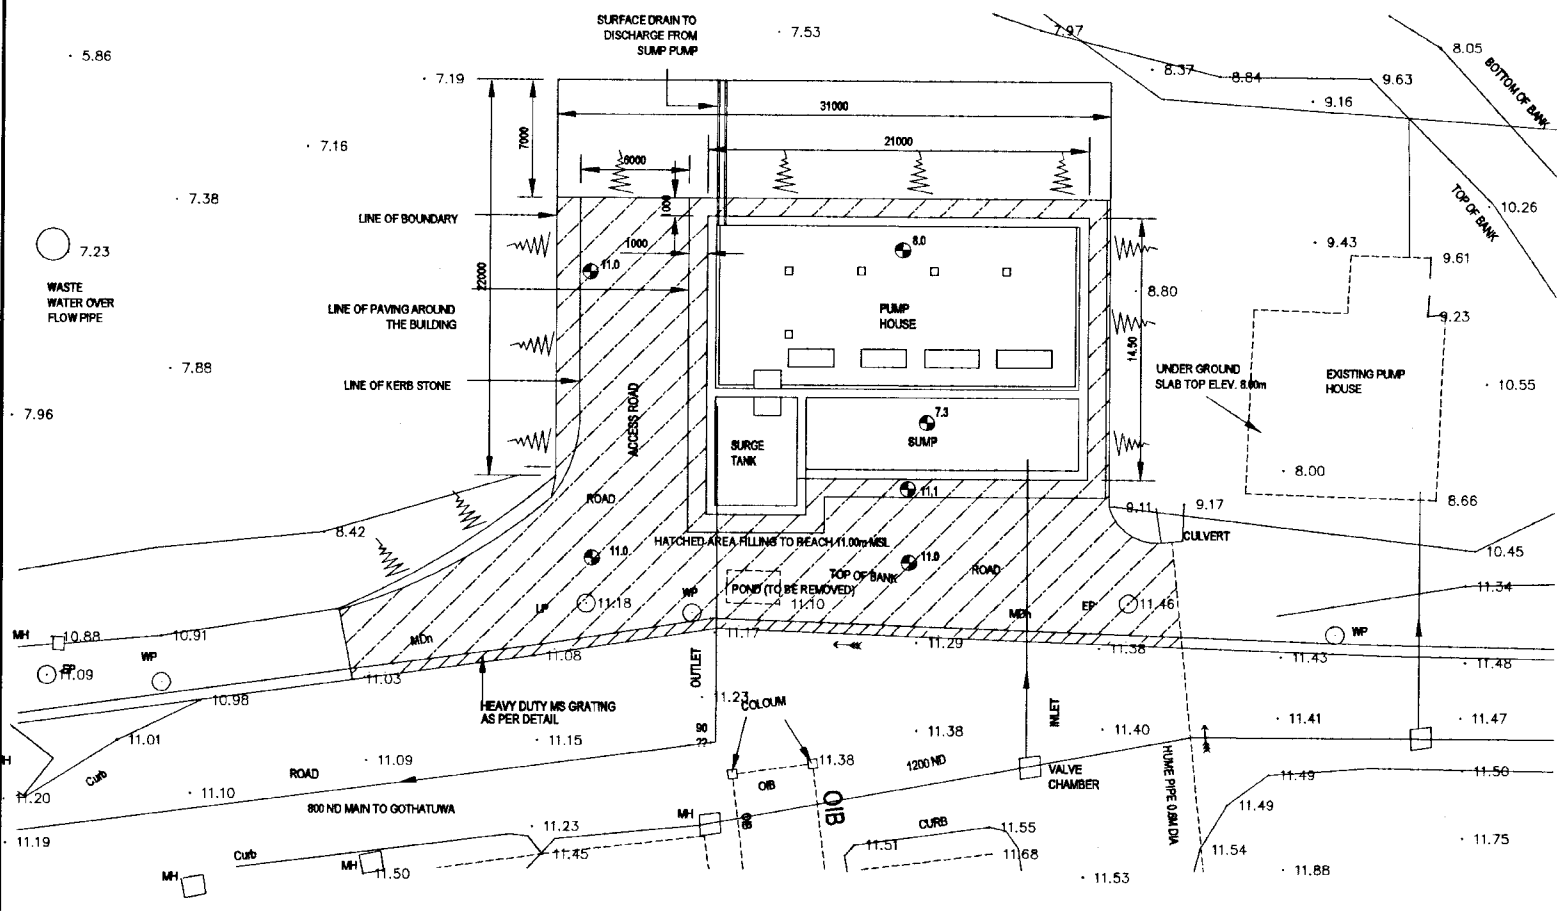 SURFACE DRAIN TO
DISCHARGE FROM
SUMP PUMP
7.53
7.97
8.05
BOTTOM OF BANK
5.86
7.19
8.37
8.84
9.63
9.16
31000
7000
21000
6000
7.16
7.38
1000
TOP OF BANK
10.26
LINE OF BOUNDARY
7.23
1000
8.0
9.43
9.61
11.0
22000
WASTE
WATER OVER
FLOW PIPE
8.80
LINE OF PAVING AROUND
THE BUILDING
PUMP
HOUSE
9.23
14.50
7.88
LINE OF KERB STONE
UNDER GROUND
SLAB TOP ELEV. 8.00m
EXISTING PUMP
HOUSE
10.55
7.96
ACCESS ROAD
7.3
SUMP
SURGE
TANK
8.00
ROAD
11.1
8.66
9.11
9.17
8.42
CULVERT
HATCHED AREA FILLING TO REACH 11.00m MSL
10.45
11.0
11.0
TOP OF BANK
ROAD
POND (TO BE REMOVED)
11.34
LP
11.18
WP
11.10
EP
11.46
MH
10.88
10.91
MDn
MDn
WP
11.17
11.29
11.38
WP
EP
11.09
11.08
11.03
11.43
11.48
10.98
OUTLET
HEAVY DUTY MS GRATING
AS PER DETAIL
11.23
COLOUM
INLET
11.41
11.47
90
??
11.38
11.40
11.01
11.15
11.09
11.38
1200 ND
Curb
ROAD
VALVE
CHAMBER
HUME PIPE 0.6M DIA
11.49
11.50
11.20
11.10
800 ND MAIN TO GOTHATUWA
OIB
OIB
OIB
MH
11.49
11.19
11.23
CURB
11.55
11.75
Curb
11.45
11.51
11.68
11.54
MH
MH
11.50
11.53
11.88